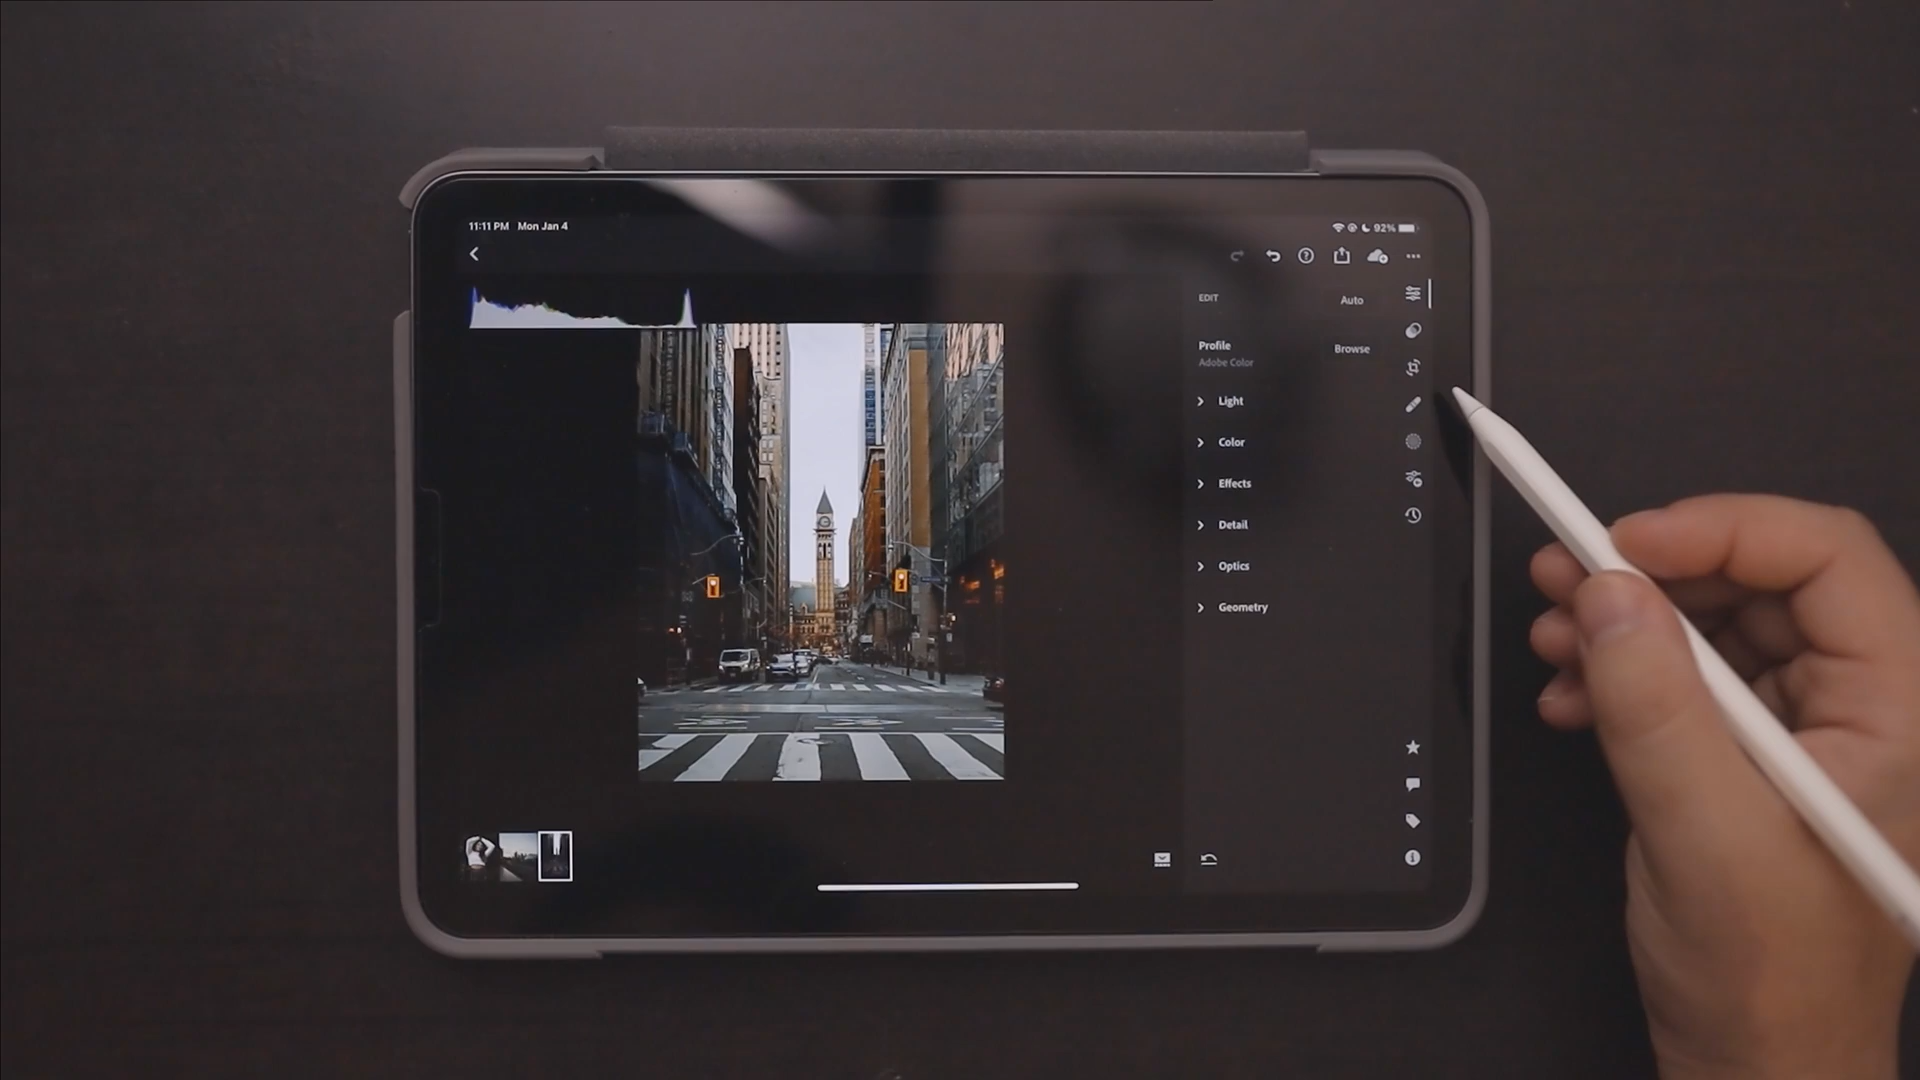 11:11 PM Mon Jan 4
92%
EDIT
Auto
Profile
Browse
Adobe Color
Light
Color
Effects
Detail
Optics
Geometry